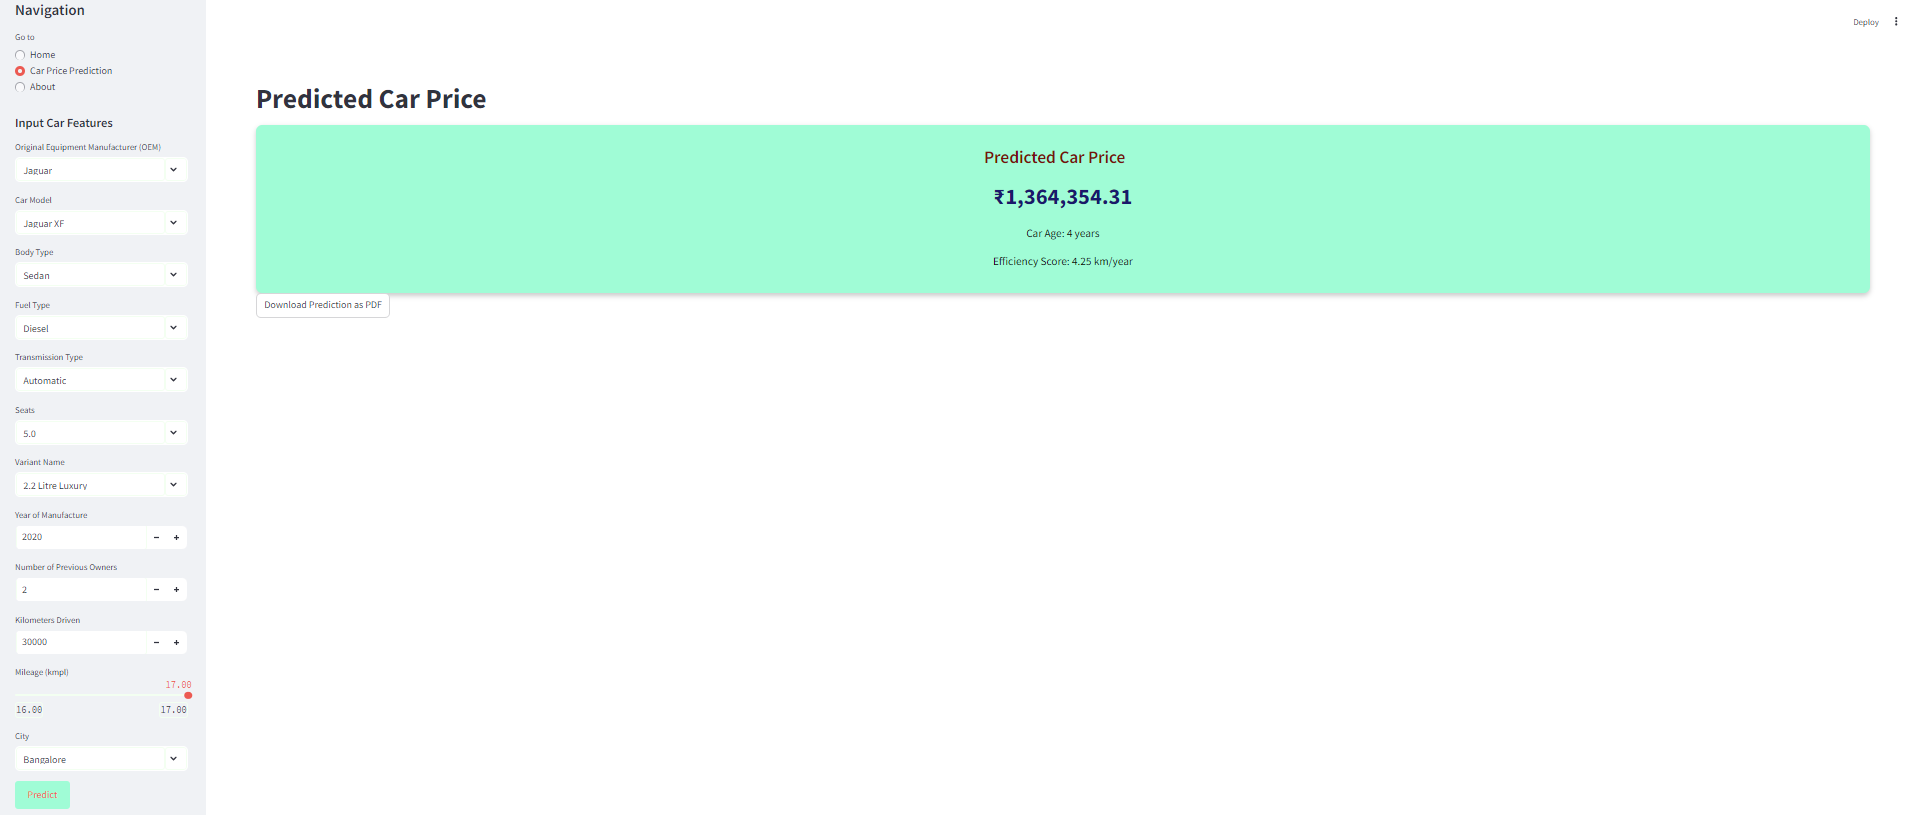 Navigation
Go to
Home
Car Price Prediction
About
Input Car Features
Original Equipment Manufacturer (OEM)
Jaguar
Car Model
Jaguar XF
Body Type
Sedan
Fuel Type
Diesel
Transmission Type
Automatic
Seats
5.0
Variant Name
2.2 Litre Luxury
Year of Manufacture
2020
Number of Previous Owners
2
Kilometers Driven
30000
Mileage (kmpl)
17.00
16.00 17.00
City
Bangalore
Predict
Deploy
Predicted Car Price
Predicted Car Price
₹1,364,354.31
Car Age: 4 years
Efficiency Score: 4.25 km/year
Download Prediction as PDF